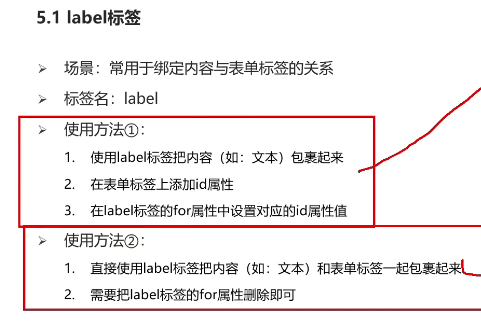 5.1 label标签
➢ 场景：常用于绑定内容与表单标签的关系
➢ 标签名：label
➢ 使用方法①：
1. 使用label标签把内容（如：文本）包裹起来
2. 在表单标签上添加id属性
3. 在label标签的for属性中设置对应的id属性值
➢ 使用方法②：
1. 直接使用label标签把内容（如：文本）和表单标签一起包裹起来
2. 需要把label标签的for属性删除即可